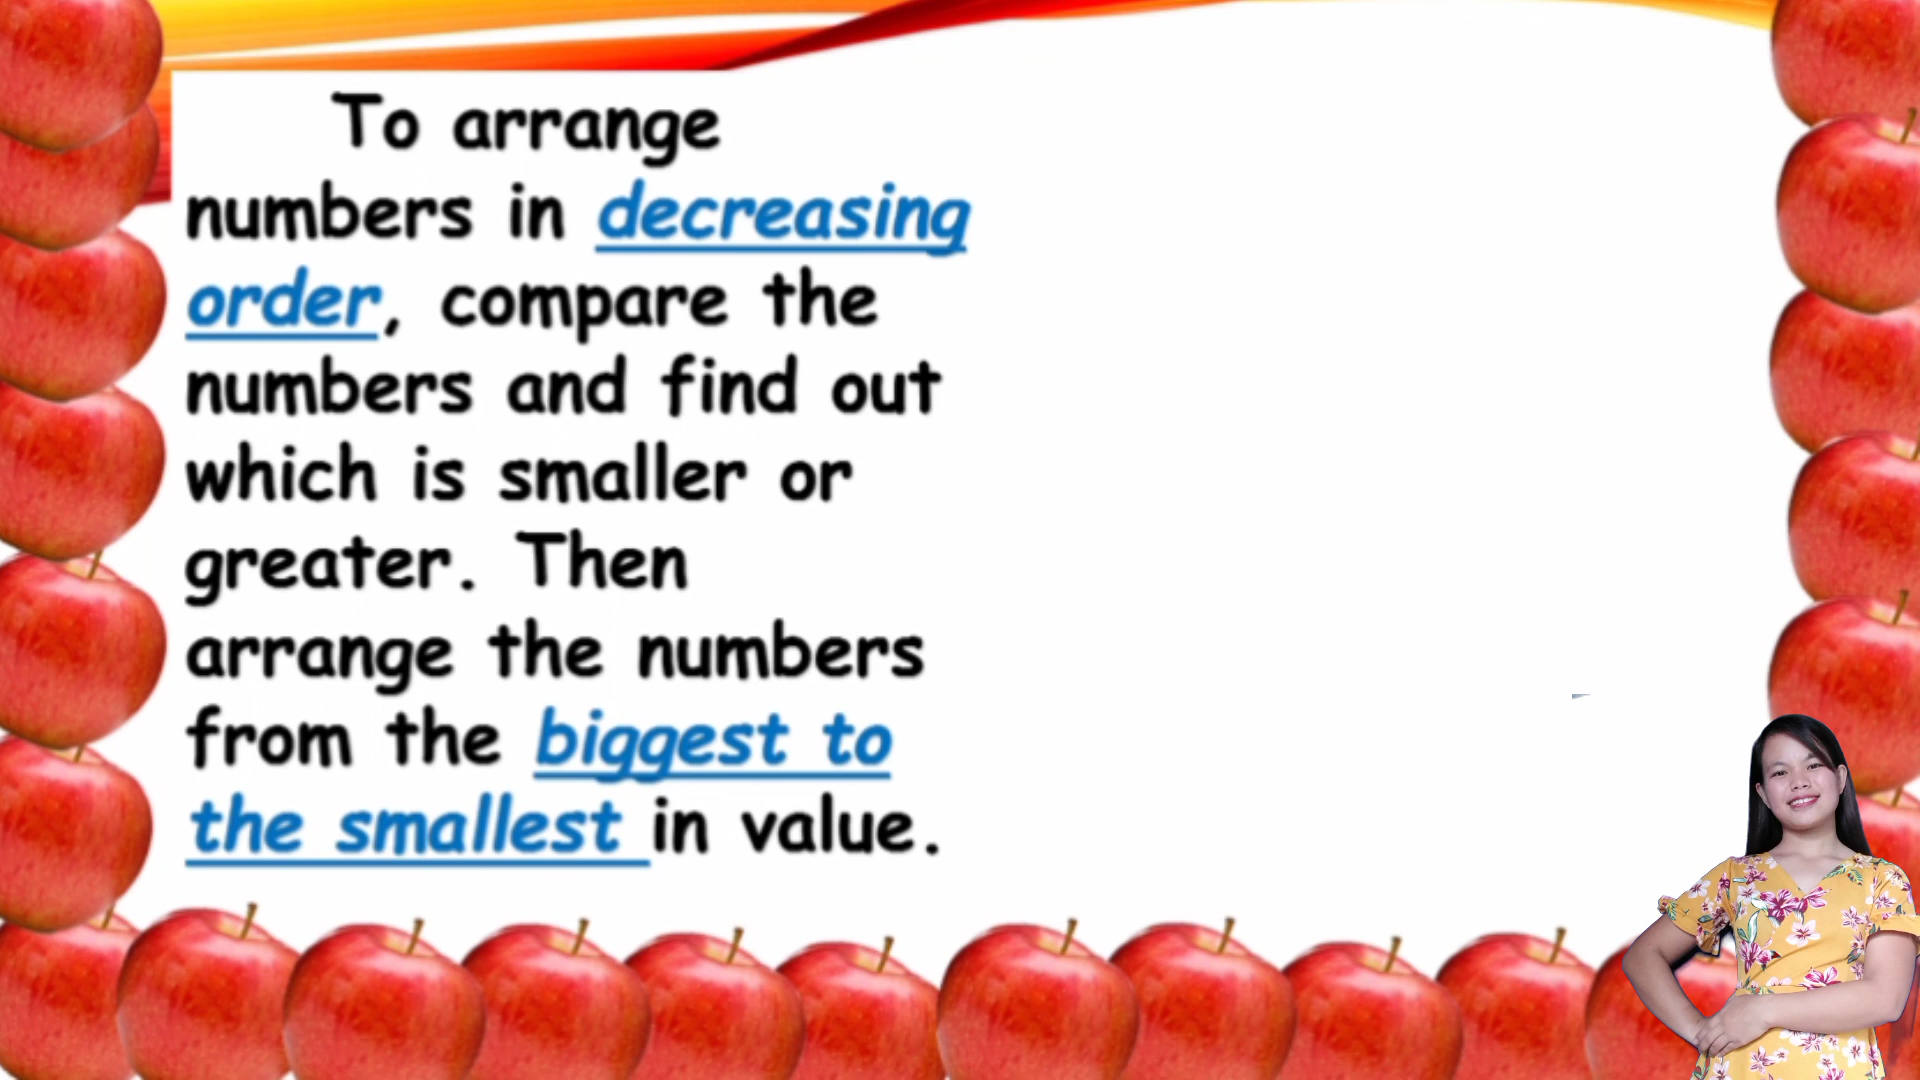 To arrange
numbers in decreasing
order, compare the
numbers and find out
which is smaller or
greater. Then
arrange the numbers
from the biggest to
the smallest in value.